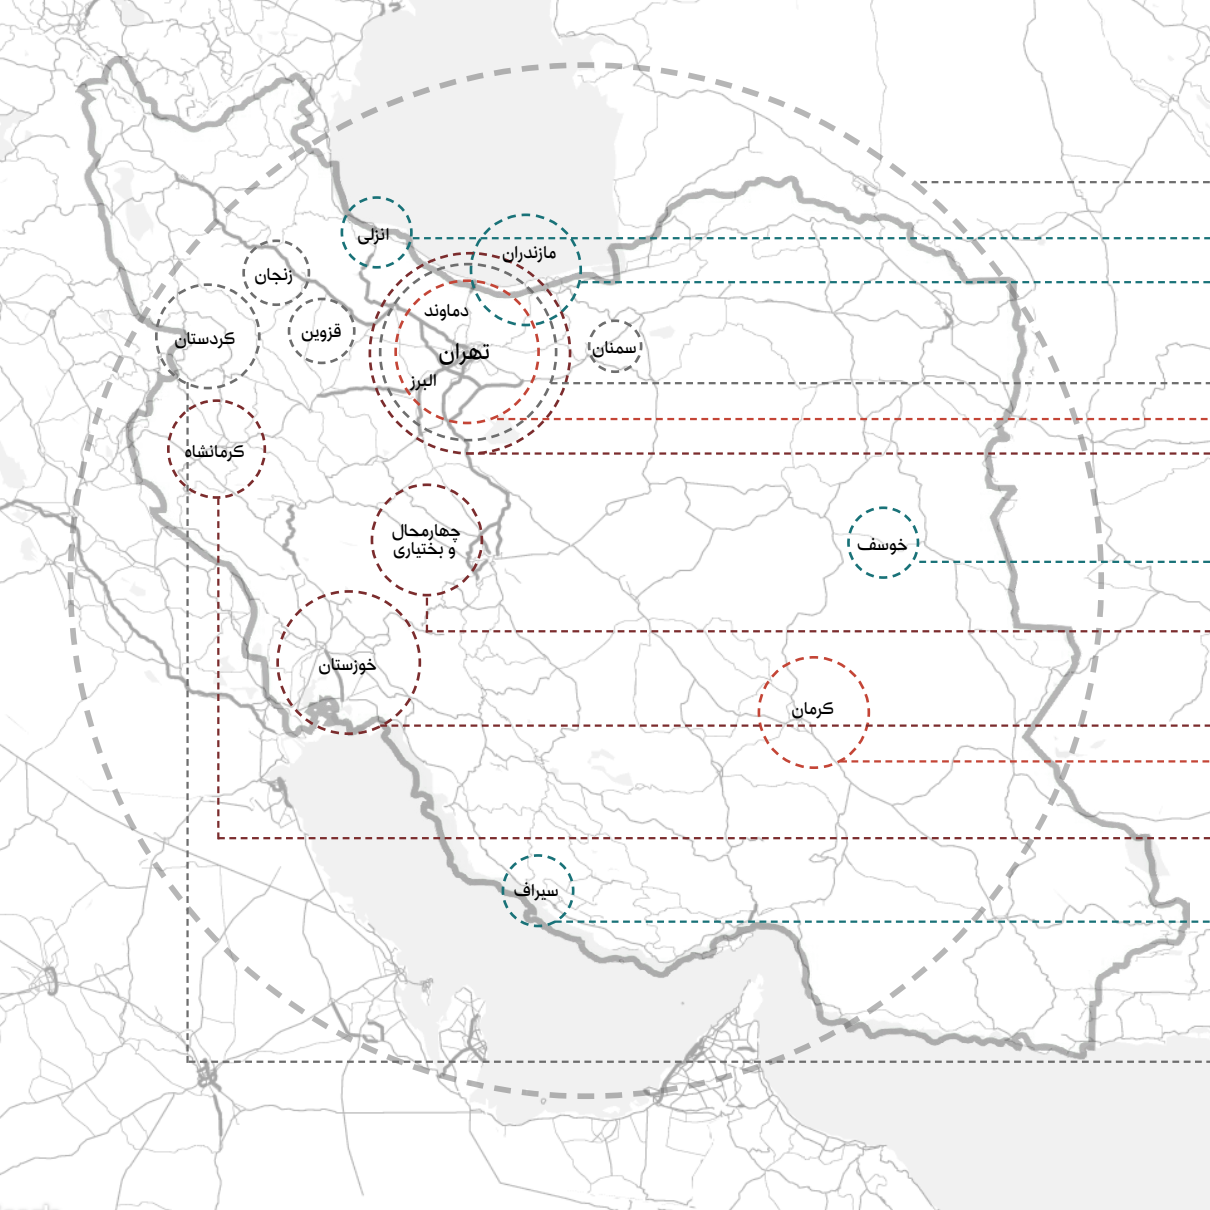 انزلی
مازندران
زنجان
دماوند
قزوین
کردستان
تهران
سمنان
البرز
کرمانشاه
چهارمحال
و بختیاری
خوسف
خوزستان
کرمان
سیراف